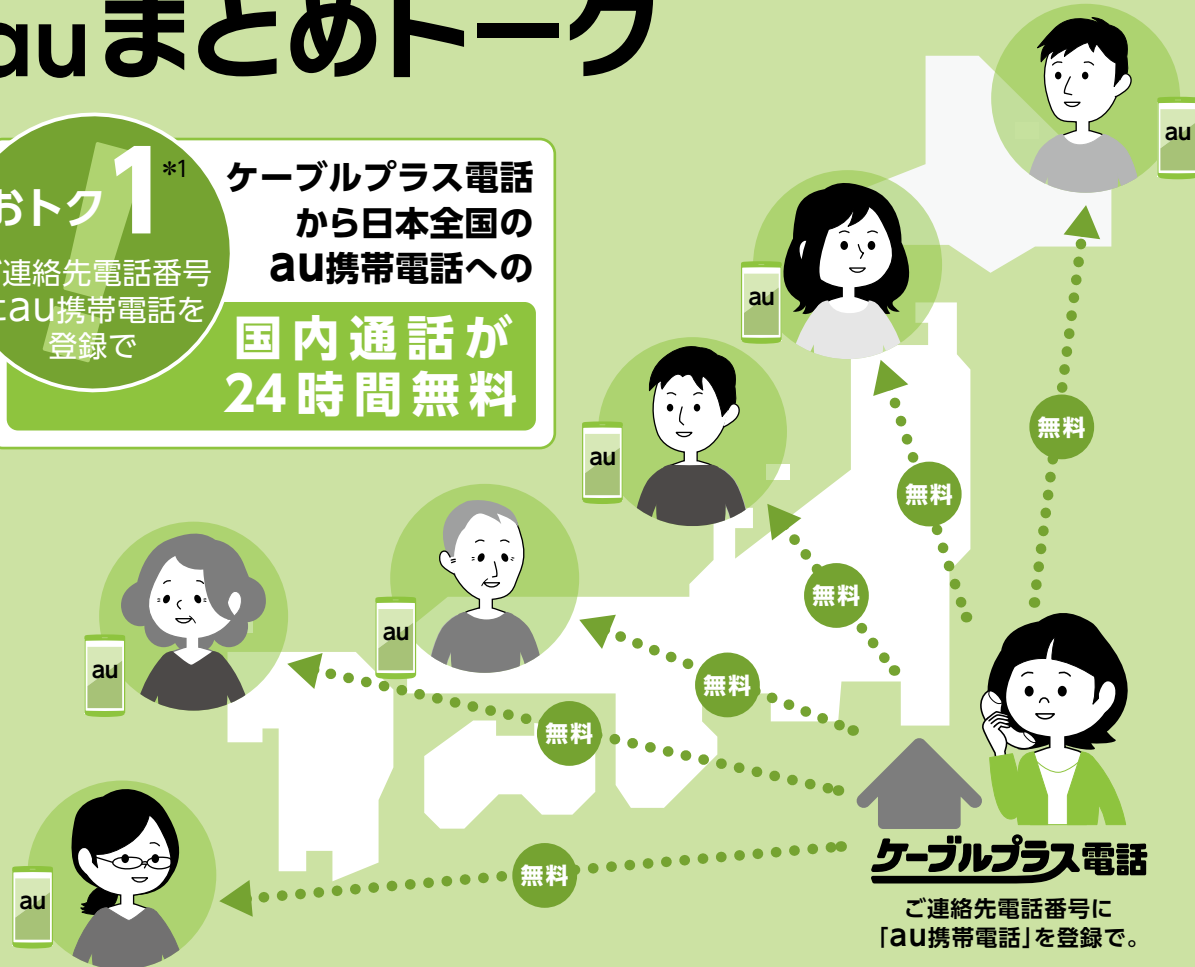 auまとめトーク
おトク1*1
ご連絡先電話番号
にau携帯電話を
登録で
ケーブルプラス電話
から日本全国の
au携帯電話への
国内通話が
24時間無料
au
au
au
au
au
au
無料
無料
無料
無料
無料
無料
ケーブルプラス電話
ご連絡先電話番号に
「au携帯電話」を登録で。